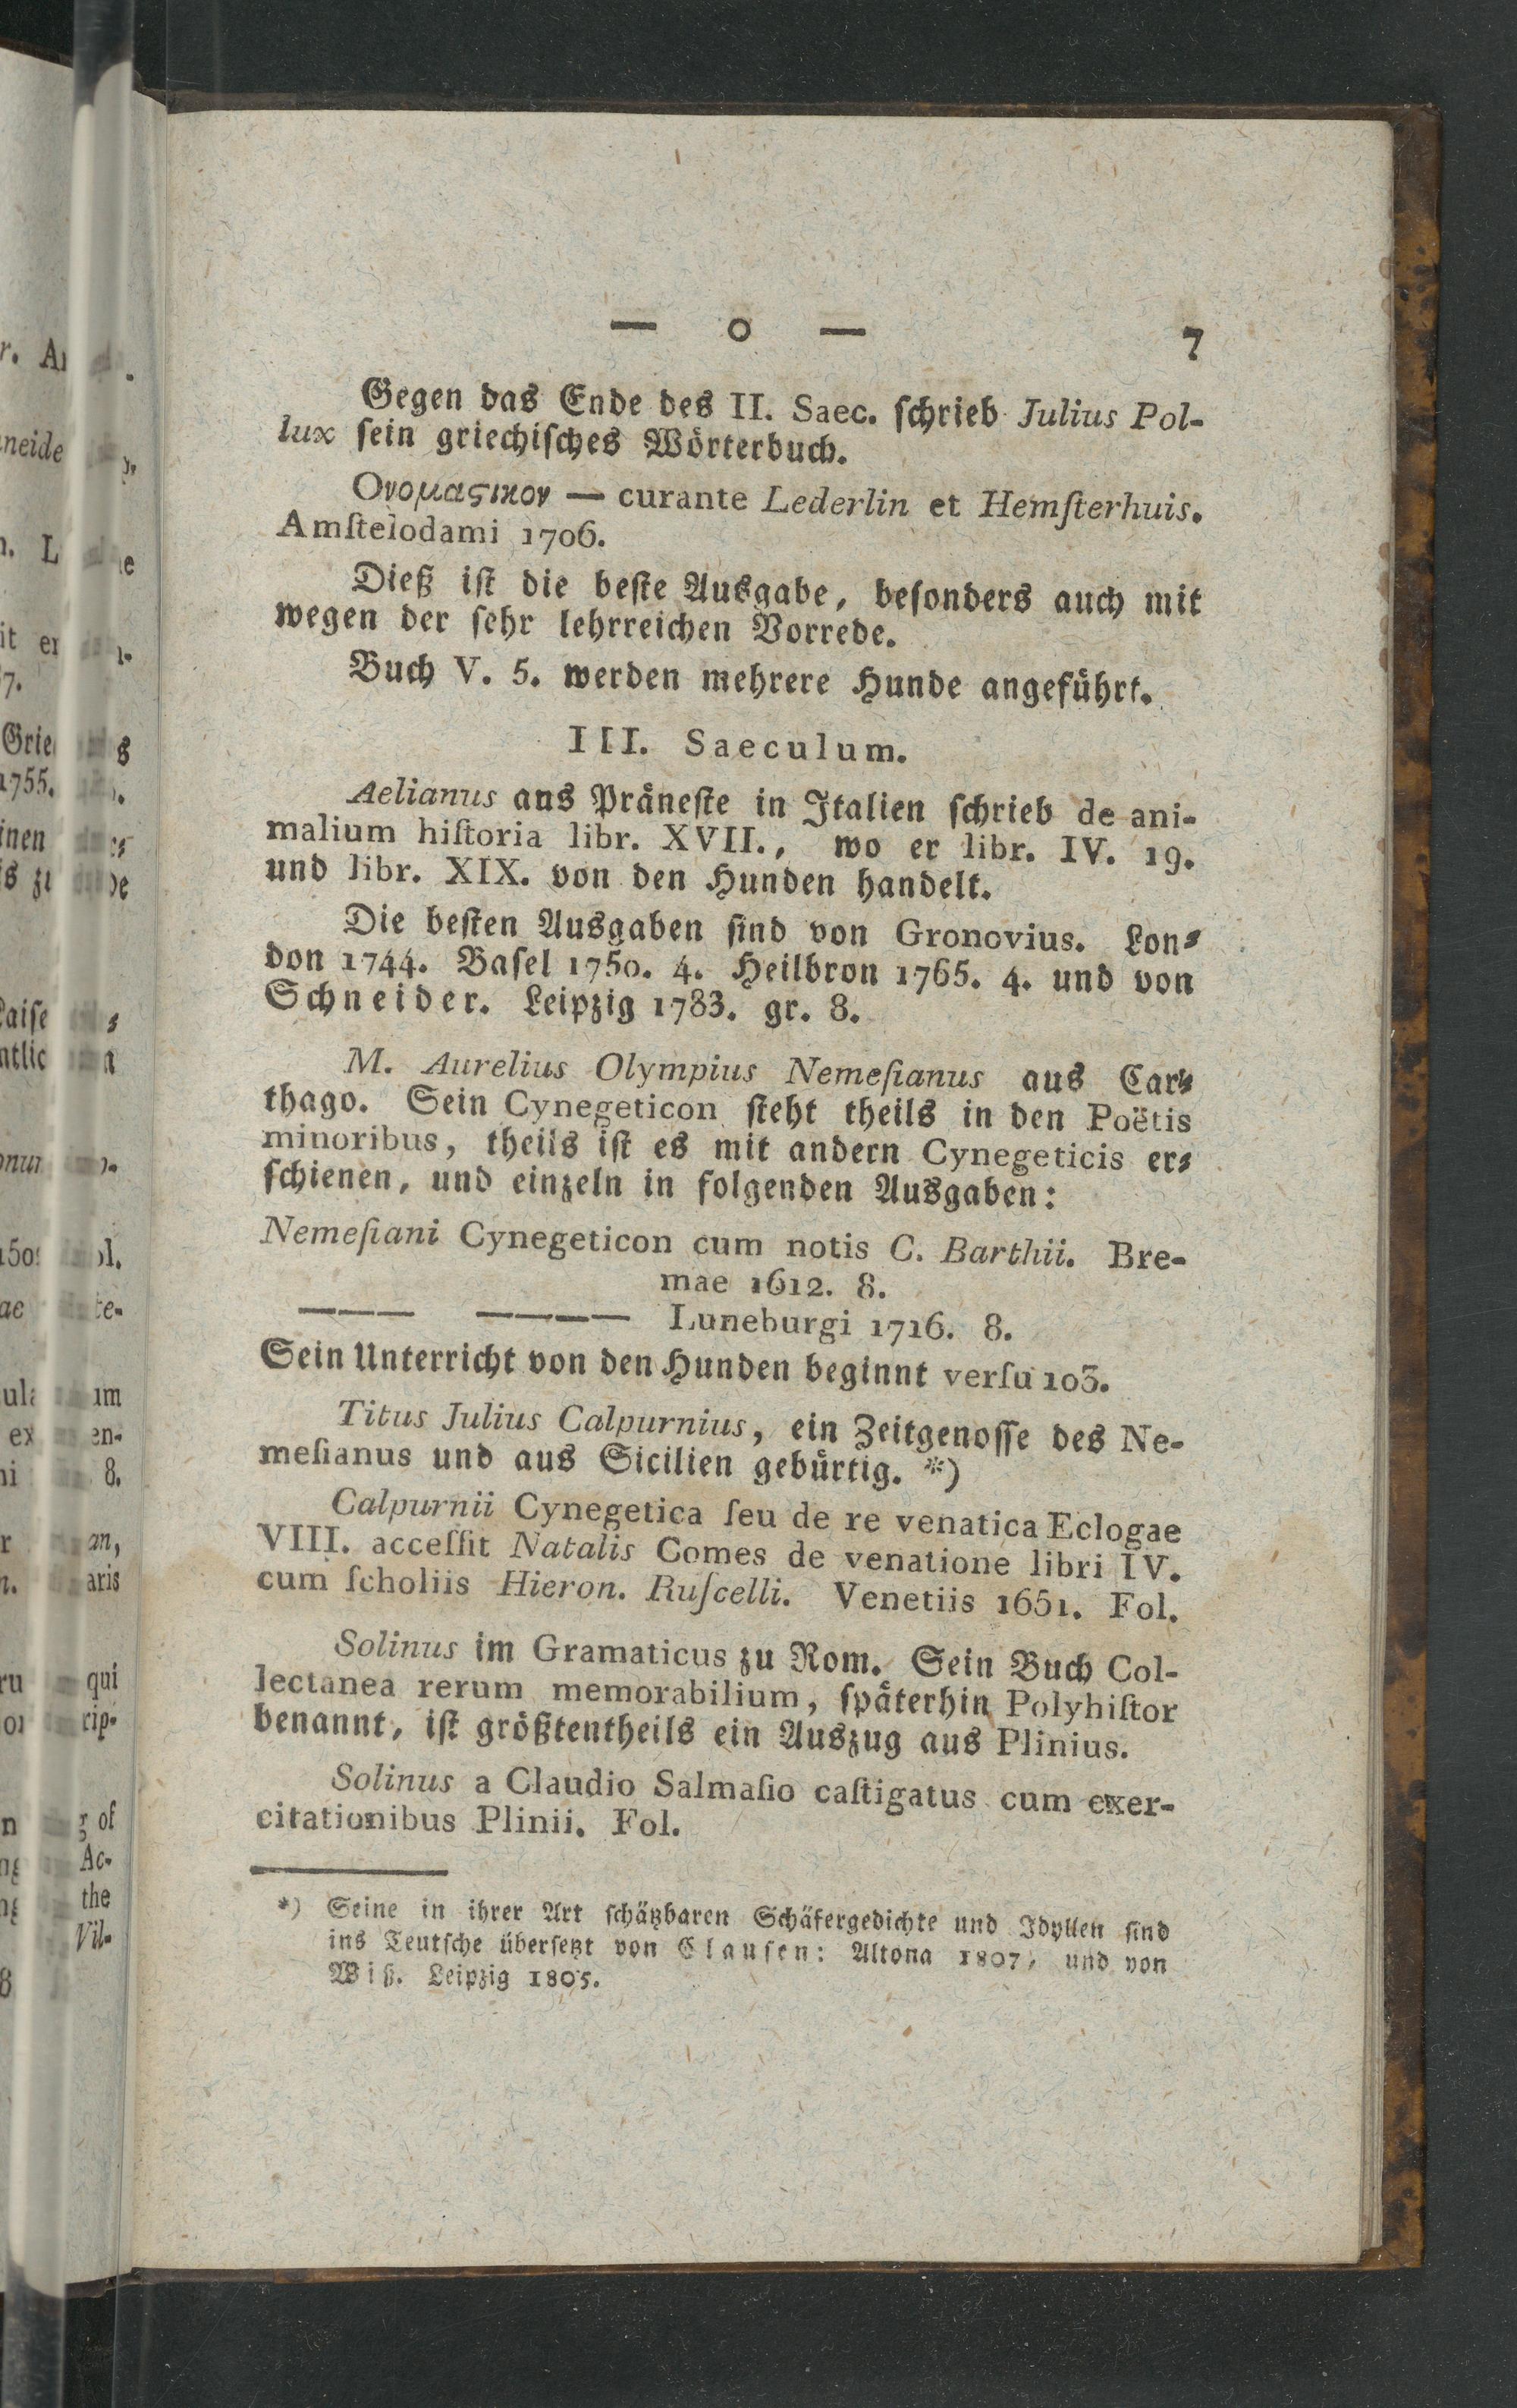 — o — 7
Gegen das Ende des II. Saec. ſchrieb Julius Pol-
lux ſein griechiſches Wörterbuch.
Ονομαςικον — curante Lederlin et Hemſterhuis.
Amſtelodami 1706.
Dieß iſt die beſte Ausgabe, beſonders auch mit
wegen der ſehr lehrreichen Vorrede.
Buch V. 5. werden mehrere Hunde angeführt.
III. Saeculum.
Aelianus aus Präneſte in Italien ſchrieb de ani-
malium hiſtoria libr. XVII., wo er libr. IV. 19.
und libr. XIX. von den Hunden handelt.
Die beſten Ausgaben ſind von Gronovius. Lon-
don 1744. Baſel 1750. 4. Heilbron 1765. 4. und von
Schneider. Leipzig 1783. gr. 8.
M. Aurelius Olympius Nemeſianus aus Car-
thago. Sein Cynegeticon ſteht theils in den Poëtis
minoribus, theils iſt es mit andern Cynegeticis er-
ſchienen, und einzeln in folgenden Ausgaben:
Nemeſiani Cynegeticon cum notis C. Barthii. Bre-
mae 1612. 8.
——— ———— Luneburgi 1716. 8.
Sein Unterricht von den Hunden beginnt verſu 103.
Titus Julius Calpurnius, ein Zeitgenoſſe des Ne-
meſianus und aus Sicilien gebürtig. *)
Calpurnii Cynegetica ſeu de re venatica Eclogae
VIII. acceſſit Natalis Comes de venatione libri IV.
cum ſcholiis Hieron. Ruſcelli. Venetiis 1651. Fol.
Solinus im Gramaticus zu Rom. Sein Buch Col-
lectanea rerum memorabilium, ſpäterhin Polyhiſtor
benannt, iſt größtentheils ein Auszug aus Plinius.
Solinus a Claudio Salmaſio caſtigatus cum exer-
citationibus Plinii. Fol.
*) Seine in ihrer Art ſchätzbaren Schäfergedichte und Idyllen ſind
ins Teutſche überſetzt von Clauſen: Altona 1807, und von
Wiß. Leipzig 1805.